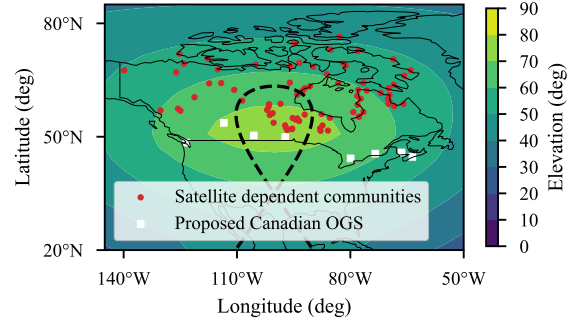 80°N
50°N
20°N
Latitude (deg)
Satellite dependent communities
Proposed Canadian OGS
140°W 110°W 80°W 50°W
Longitude (deg)
90
80
70
60
50
40
30
20
10
0
Elevation (deg)